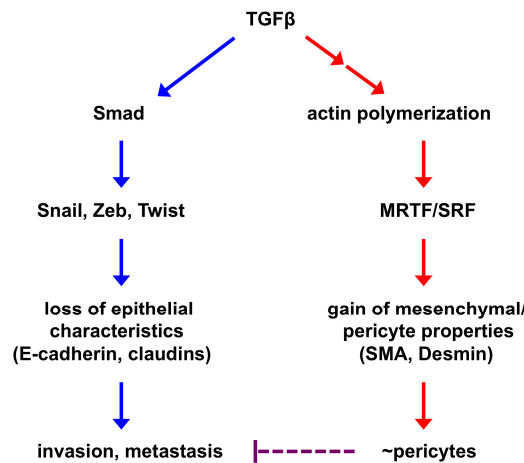 TGFβ
Smad
actin polymerization
Snail, Zeb, Twist
MRTF/SRF
loss of epithelial
characteristics
(E-cadherin, claudins)
gain of mesenchymal/
pericyte properties
(SMA, Desmin)
invasion, metastasis
~pericytes